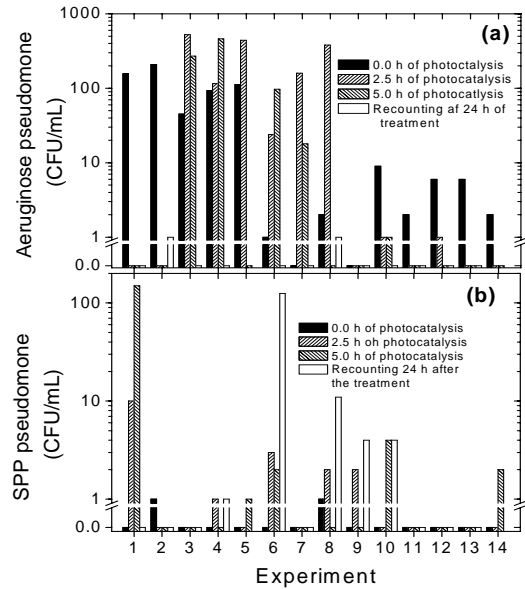 1000
(a)
0.0 h of photoctalysis
2.5 h of photocatalysis
5.0 h of photocatalysis
Recounting af 24 h of
treatment
100
10
1
0.0
Aeruginose pseudomone
(CFU/mL)
(b)
0.0 h of photocatalysis
2.5 h oh photocatalysis
5.0 h of photocatalysis
Recounting 24 h after
the treatment
100
10
1
0.0
SPP pseudomone
(CFU/mL)
1 2 3 4 5 6 7 8 9 10 11 12 13 14
Experiment